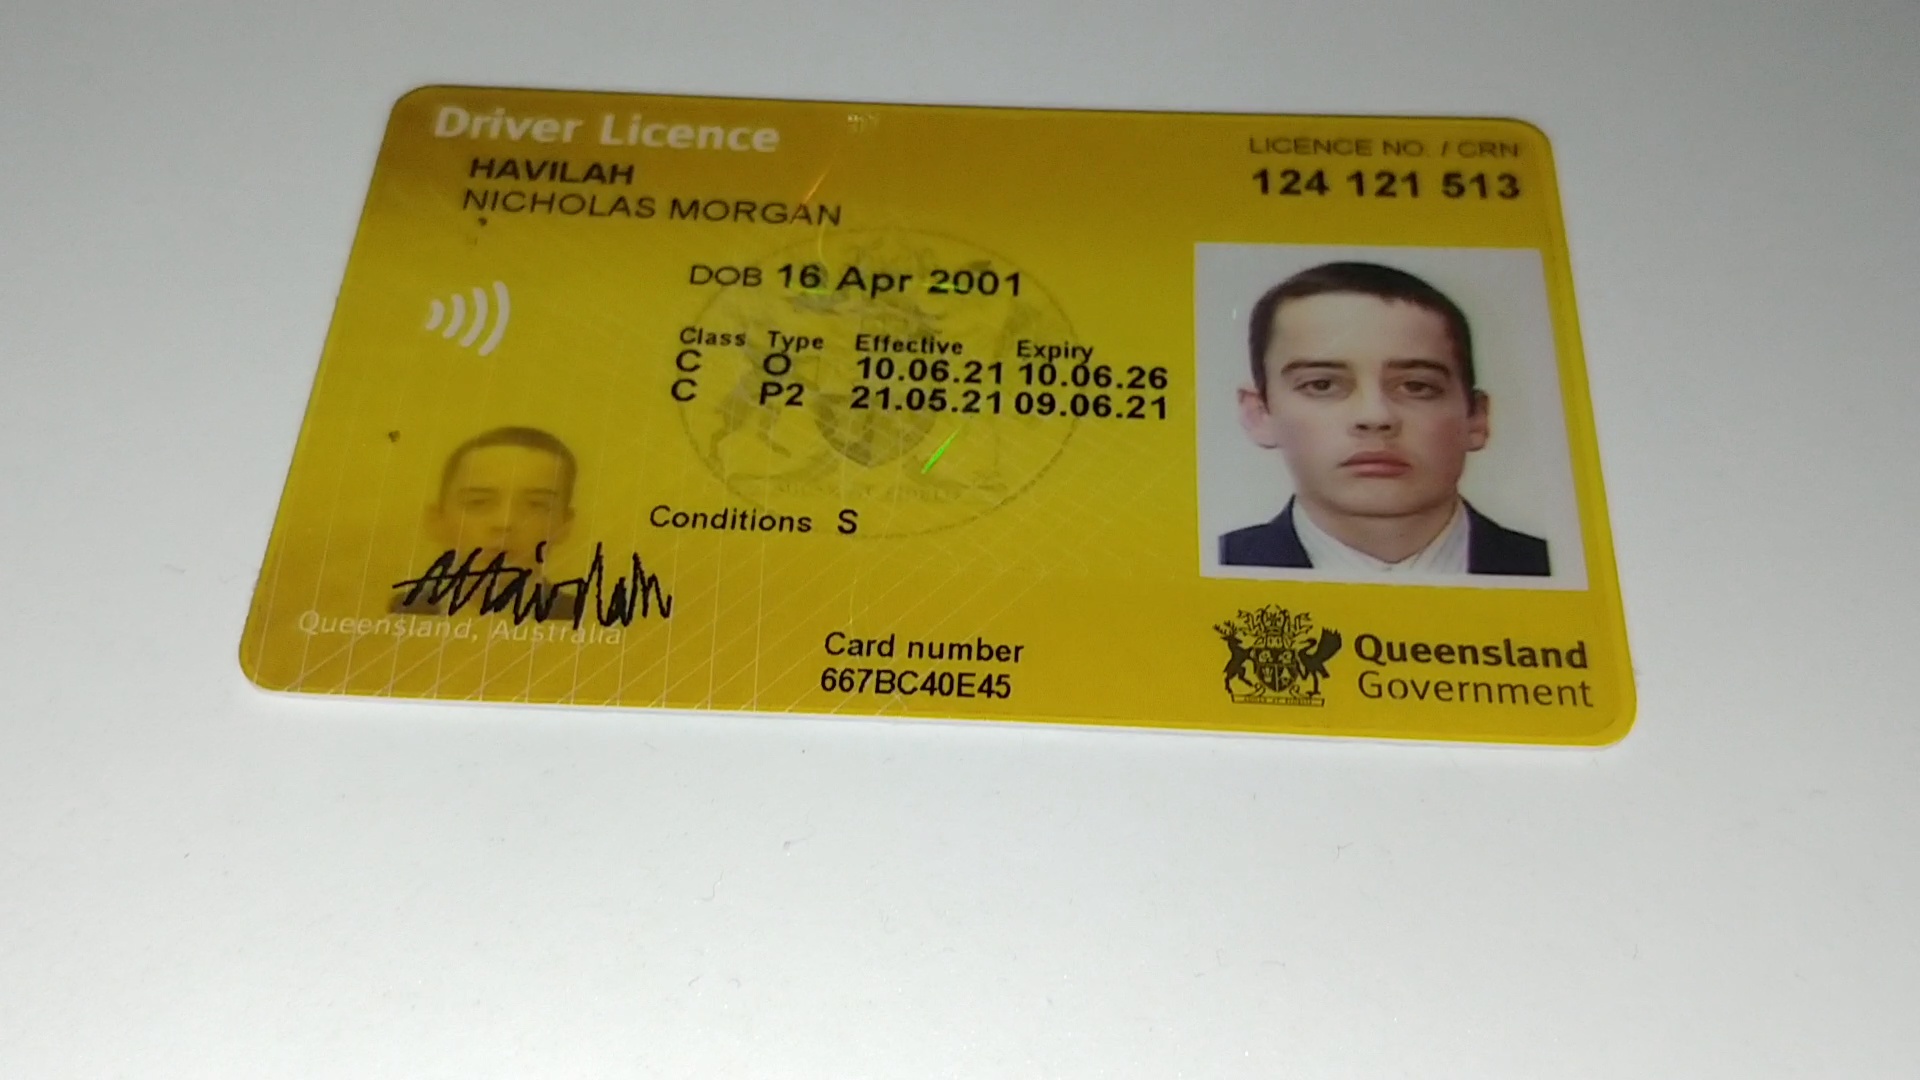 Driver Licence
HAVILAH
NICHOLAS MORGAN
LICENCE NO. / CRN
124 121 513
DOB 16 Apr 2001
Class Type Effective Expiry
C O 10.06.21 10.06.26
C P2 21.05.21 09.06.21
Conditions S
Queensland, Australia
Card number
667BC40E45
Queensland
Government